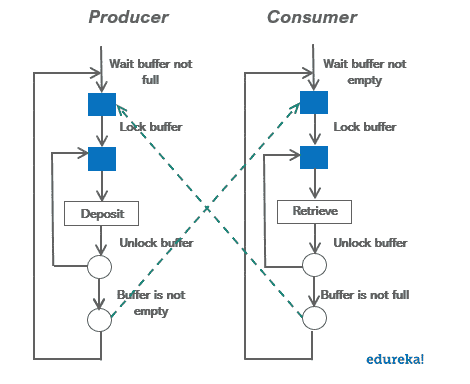 Producer
Wait buffer not
full
Lock buffer
Deposit
Unlock buffer
Buffer is not
empty
Consumer
Wait buffer not
empty
Lock buffer
Retrieve
Unlock buffer
Buffer is not full
edureka!